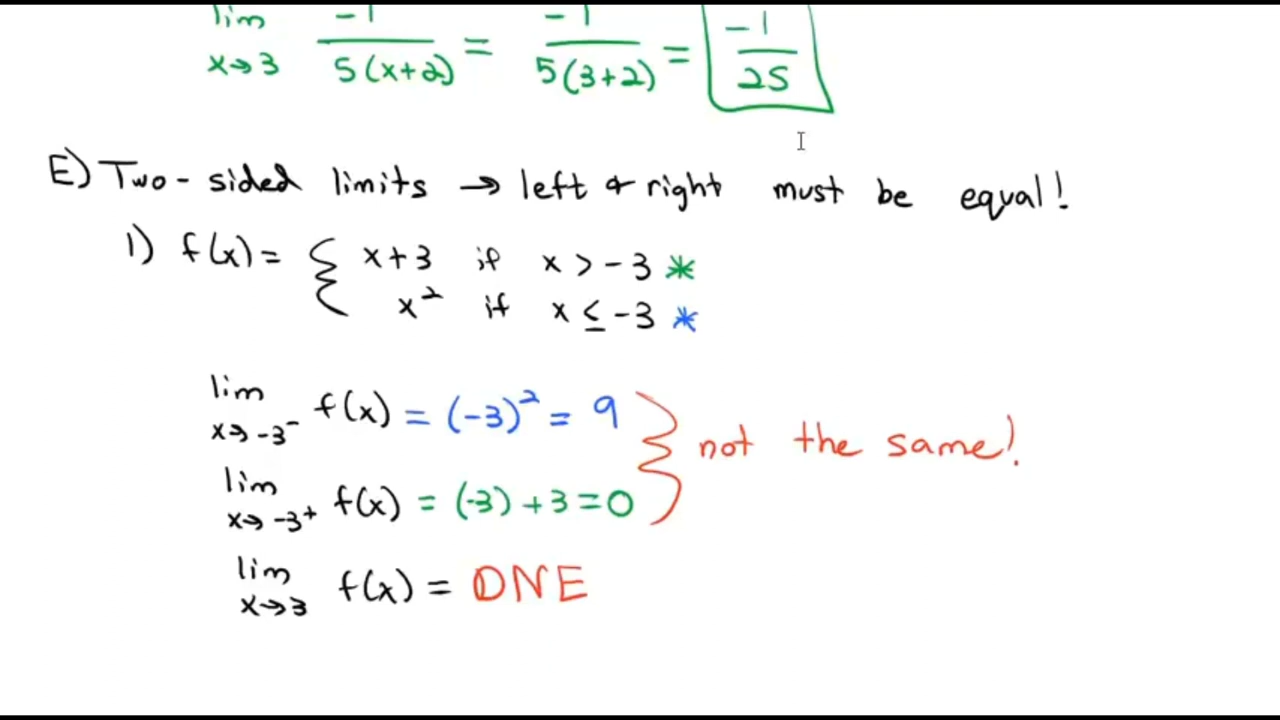 lim x→3 -1/5(x+2) = -1/5(3+2) = -1/25
E) Two-sided limits → left & right must be equal!
1) f(x) = { x+3 if x > -3 *
x² if x ≤ -3 *
lim x→-3⁻ f(x) = (-3)² = 9
not the same!
lim x→-3⁺ f(x) = (-3)+3=0
lim x→3 f(x) = DNE